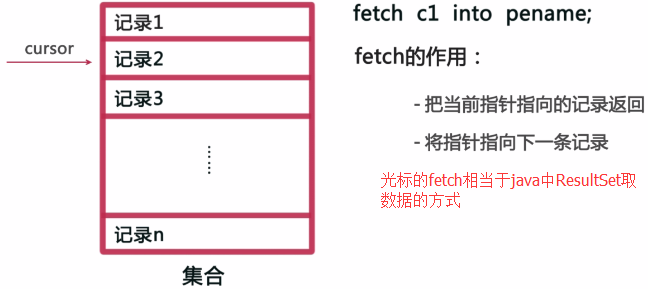 cursor
记录1
记录2
记录3
......
记录n
集合
fetch c1 into pename;
fetch的作用：
- 把当前指针指向的记录返回
- 将指针指向下一条记录
光标的fetch相当于java中ResultSet取
数据的方式